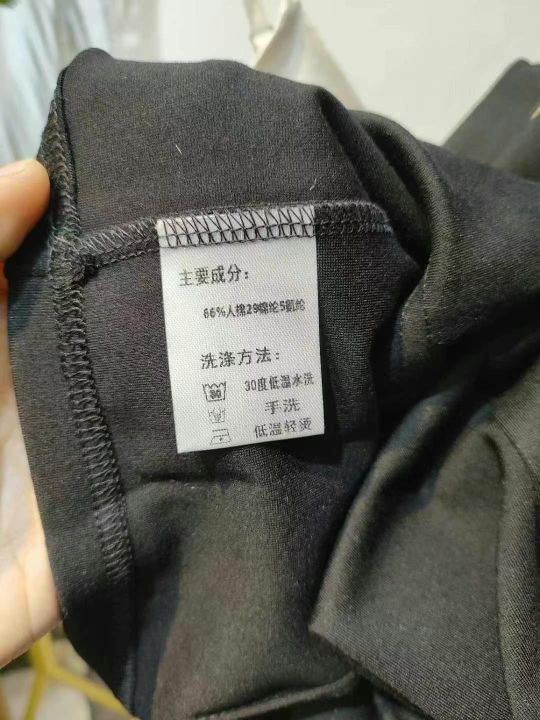 主要成分:
66%人棉29锦纶5氨纶
洗涤方法:
30 30度低温水洗
手洗
低温轻烫